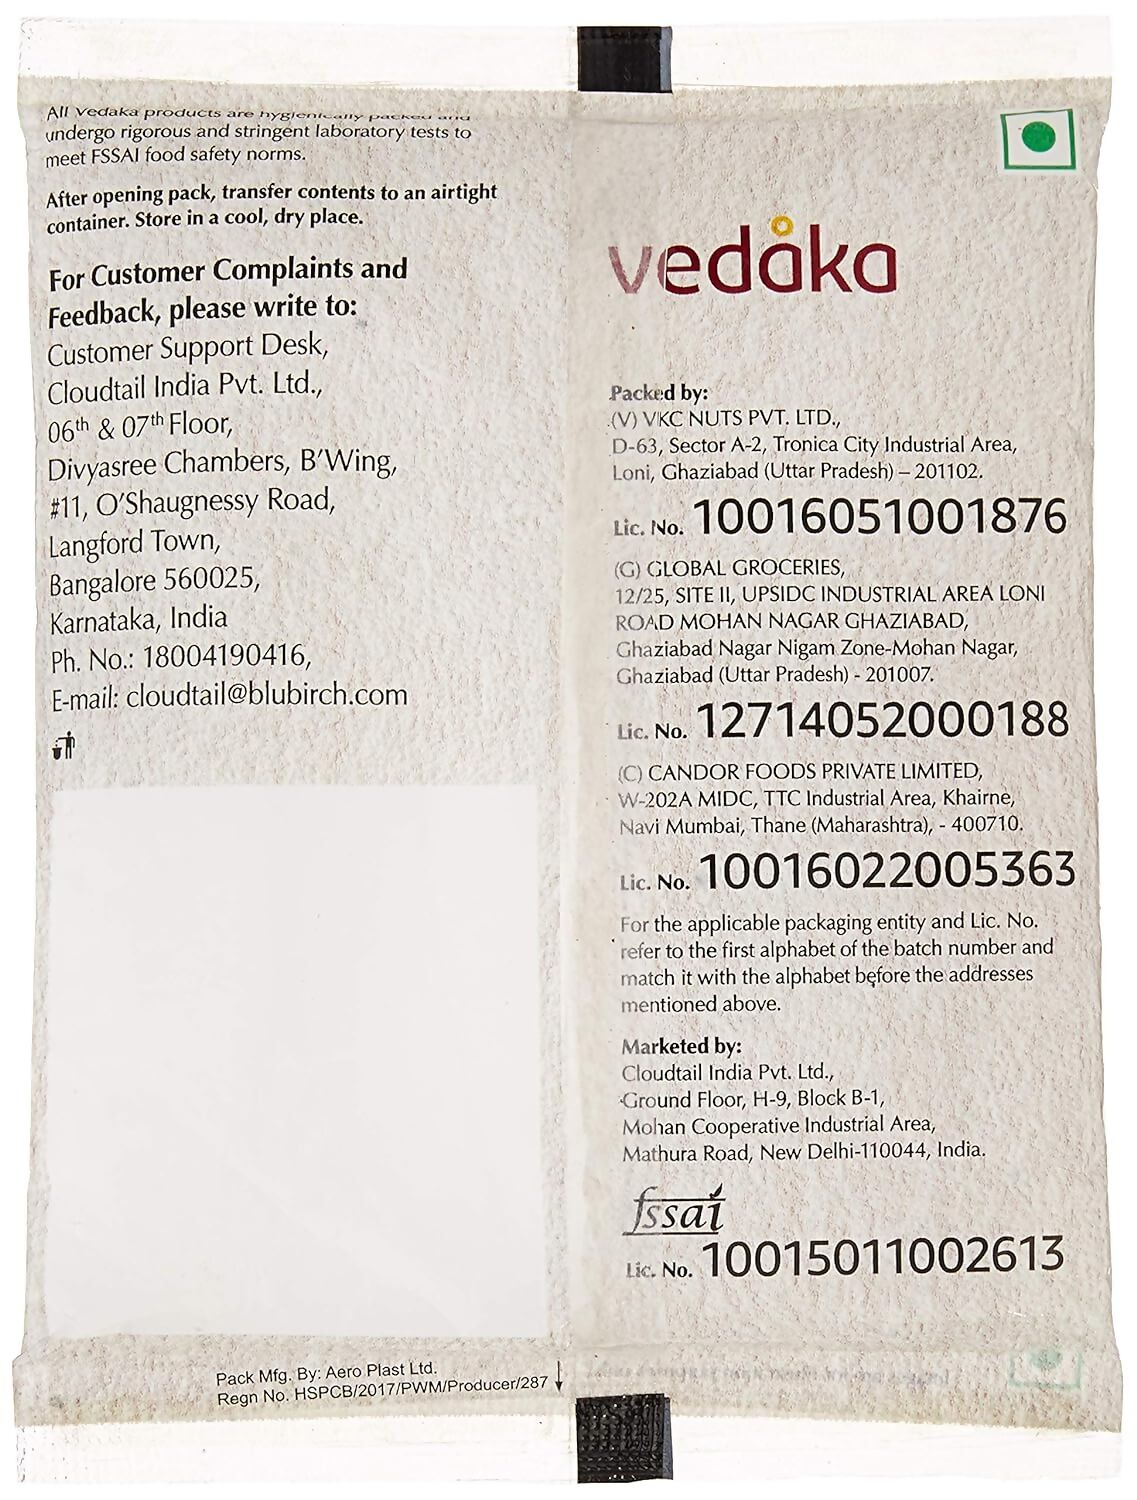 All Vedaka products are hygienically packed and
undergo rigorous and stringent laboratory tests to
meet FSSAI food safety norms.
After opening pack, transfer contents to an airtight
container. Store in a cool, dry place.
For Customer Complaints and
Feedback, please write to:
Customer Support Desk,
Cloudtail India Pvt. Ltd.,
06th & 07th Floor,
Divyasree Chambers, B'Wing,
#11, O'Shaugnessy Road,
Langford Town,
Bangalore 560025,
Karnataka, India
Ph. No.: 18004190416,
E-mail: cloudtail@blubirch.com
Pack Mfg. By: Aero Plast Ltd.
Regn No. HSPCB/2017/PWM/Producer/287
vedaka
Packed by:
(V) VKC NUTS PVT. LTD.,
D-63, Sector A-2, Tronica City Industrial Area,
Loni, Ghaziabad (Uttar Pradesh) – 201102.
Lic. No. 10016051001876
(G) GLOBAL GROCERIES,
12/25, SITE II, UPSIDC INDUSTRIAL AREA LONI
ROAD MOHAN NAGAR GHAZIABAD,
Ghaziabad Nagar Nigam Zone-Mohan Nagar,
Ghaziabad (Uttar Pradesh) - 201007.
Lic. No. 12714052000188
(C) CANDOR FOODS PRIVATE LIMITED,
W-202A MIDC, TTC Industrial Area, Khairne,
Navi Mumbai, Thane (Maharashtra), - 400710.
Lic. No. 10016022005363
For the applicable packaging entity and Lic. No.
refer to the first alphabet of the batch number and
match it with the alphabet before the addresses
mentioned above.
Marketed by:
Cloudtail India Pvt. Ltd.,
Ground Floor, H-9, Block B-1,
Mohan Cooperative Industrial Area,
Mathura Road, New Delhi-110044, India.
fssai
Lic. No. 10015011002613